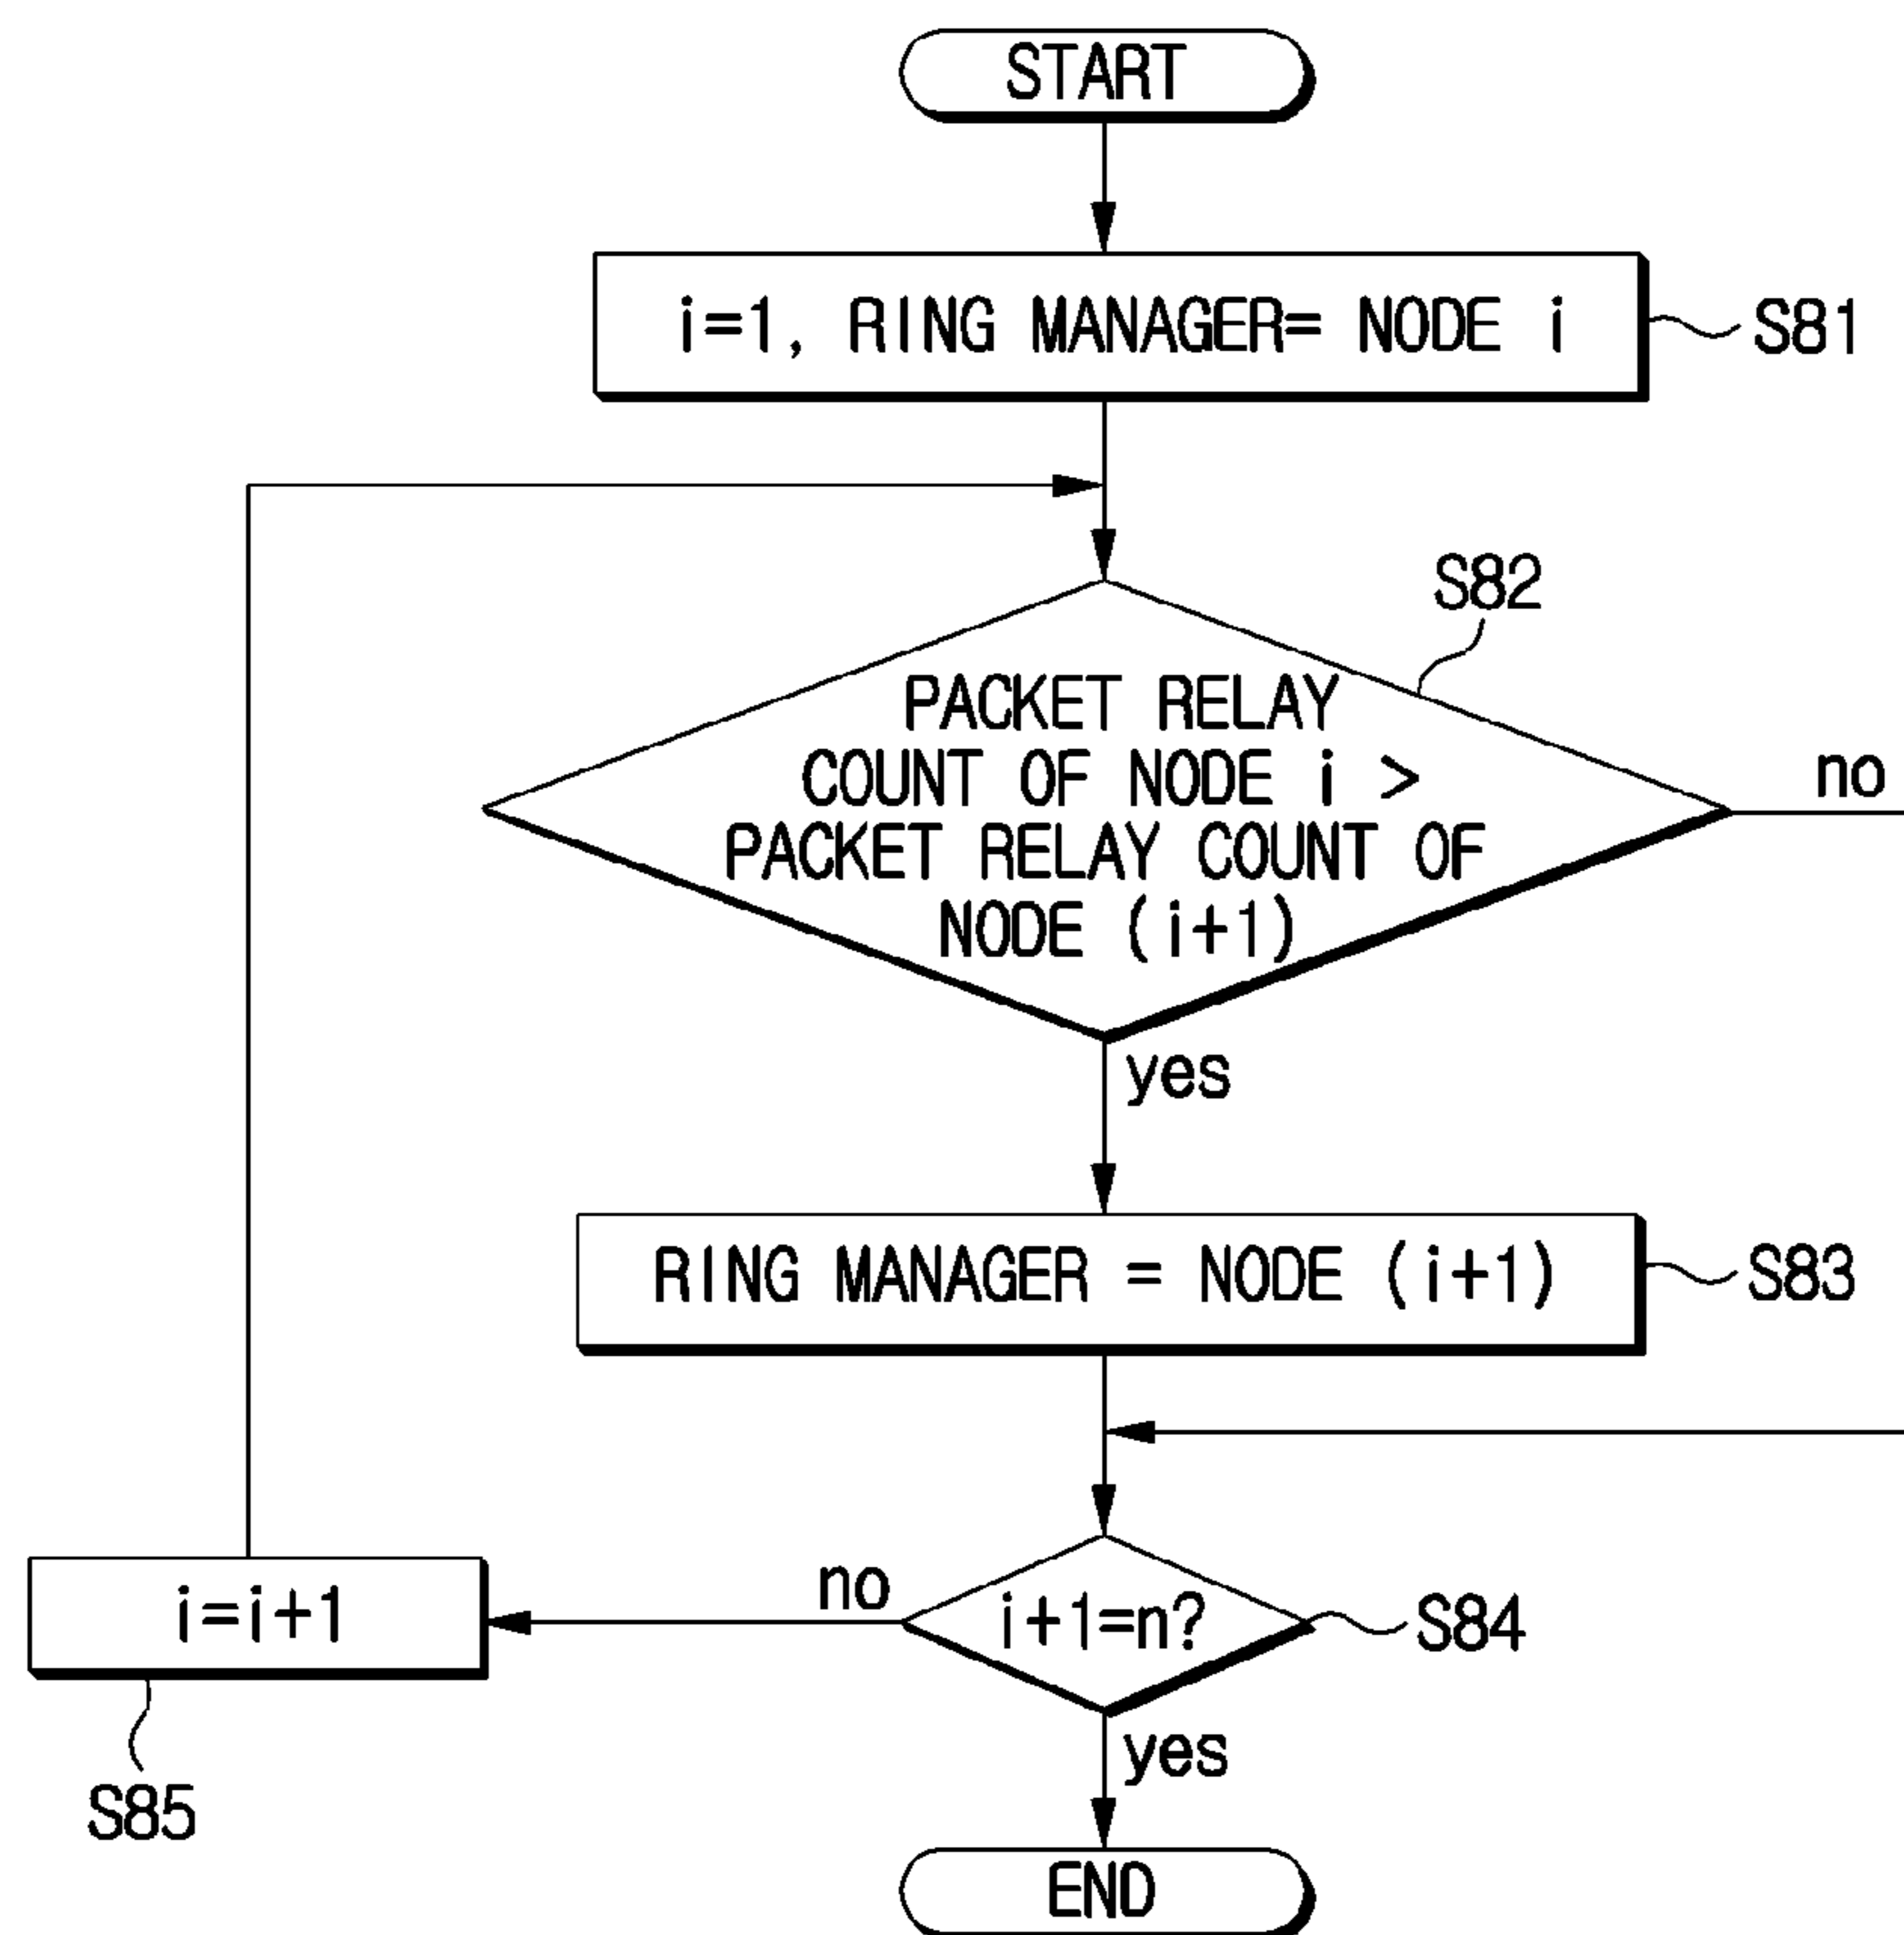 START
i=1, RING MANAGER= NODE i
S81
S82
PACKET RELAY
COUNT OF NODE i >
PACKET RELAY COUNT OF
NODE (i+1)
no
yes
RING MANAGER = NODE (i+1)
S83
i=i+1
no
i+1=n?
S84
yes
S85
END